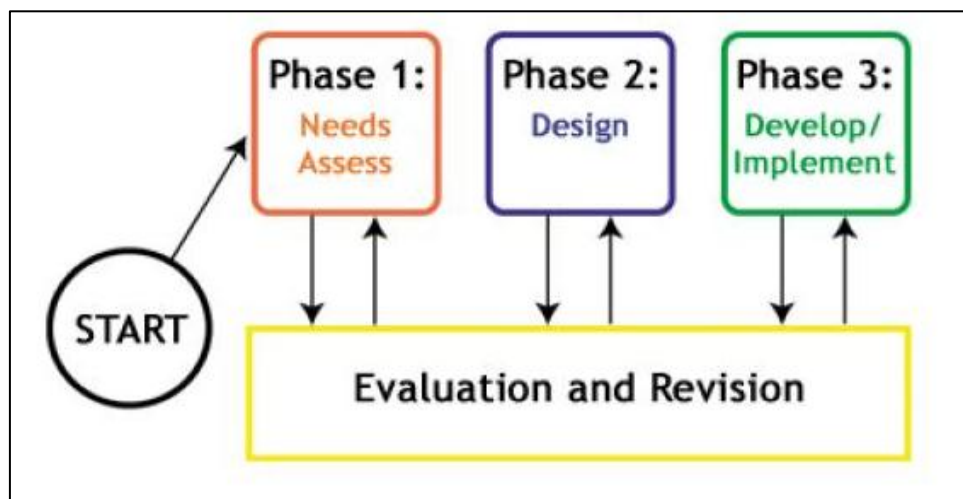 Phase 1:
Needs
Assess
Phase 2:
Design
Phase 3:
Develop/
Implement
START
Evaluation and Revision